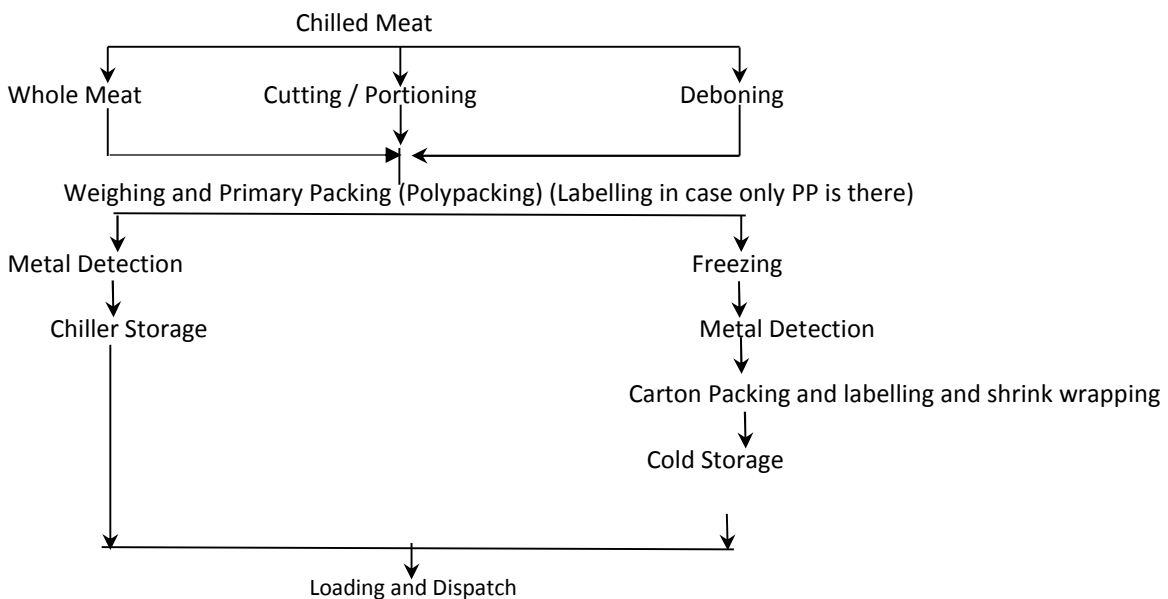 Chilled Meat
Whole Meat
Cutting / Portioning
Deboning
Weighing and Primary Packing (Polypacking) (Labelling in case only PP is there)
Metal Detection
Freezing
Chiller Storage
Metal Detection
Carton Packing and labelling and shrink wrapping
Cold Storage
Loading and Dispatch